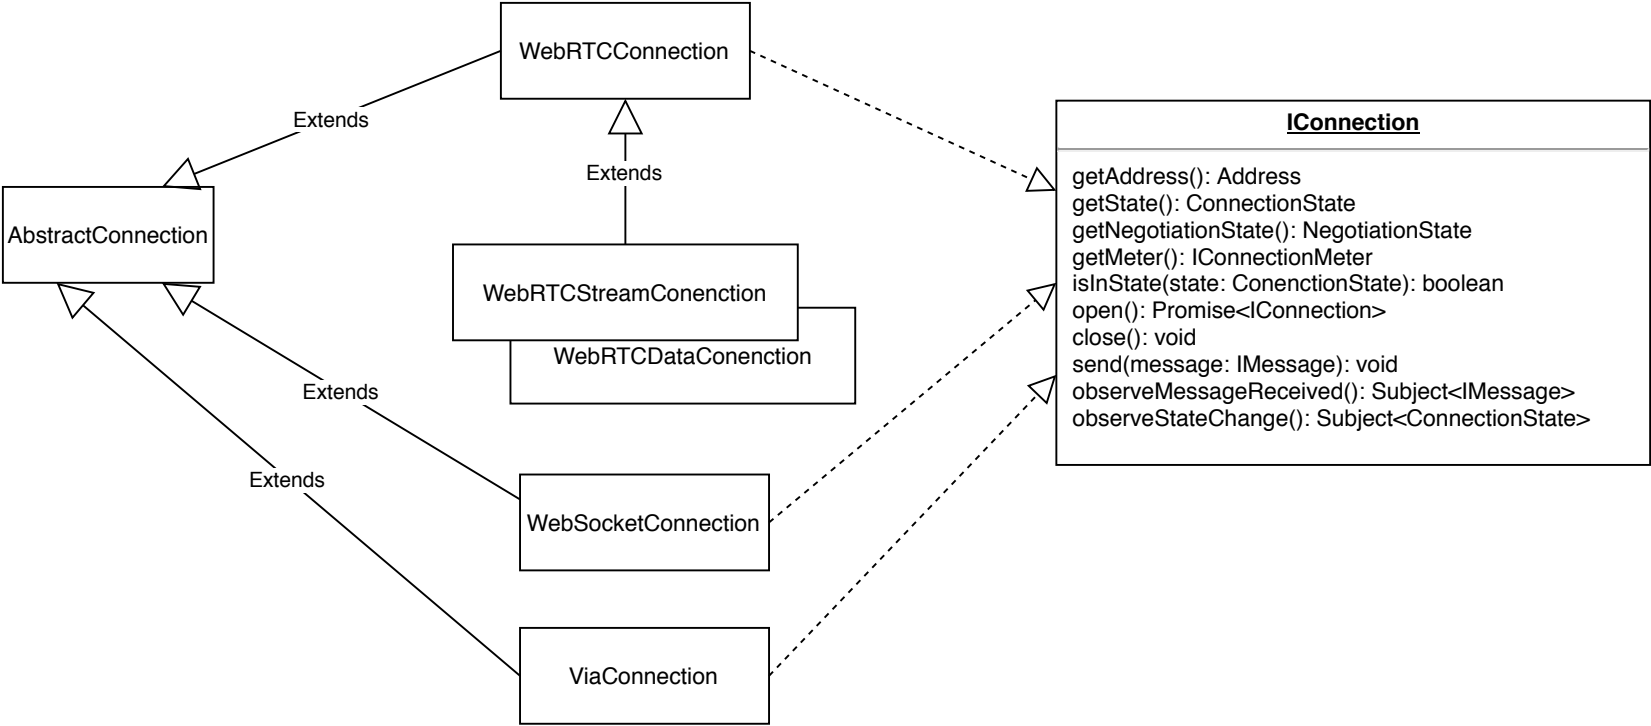 WebRTCConnection
Extends
IConnection
Extends
getAddress(): Address
getState(): ConnectionState
getNegotiationState(): NegotiationState
getMeter(): IConnectionMeter
isInState(state: ConenctionState): boolean
open(): Promise<IConnection>
close(): void
send(message: IMessage): void
observeMessageReceived(): Subject<IMessage>
observeStateChange(): Subject<ConnectionState>
AbstractConnection
WebRTCStreamConenction
WebRTCDataConenction
Extends
Extends
WebSocketConnection
ViaConnection